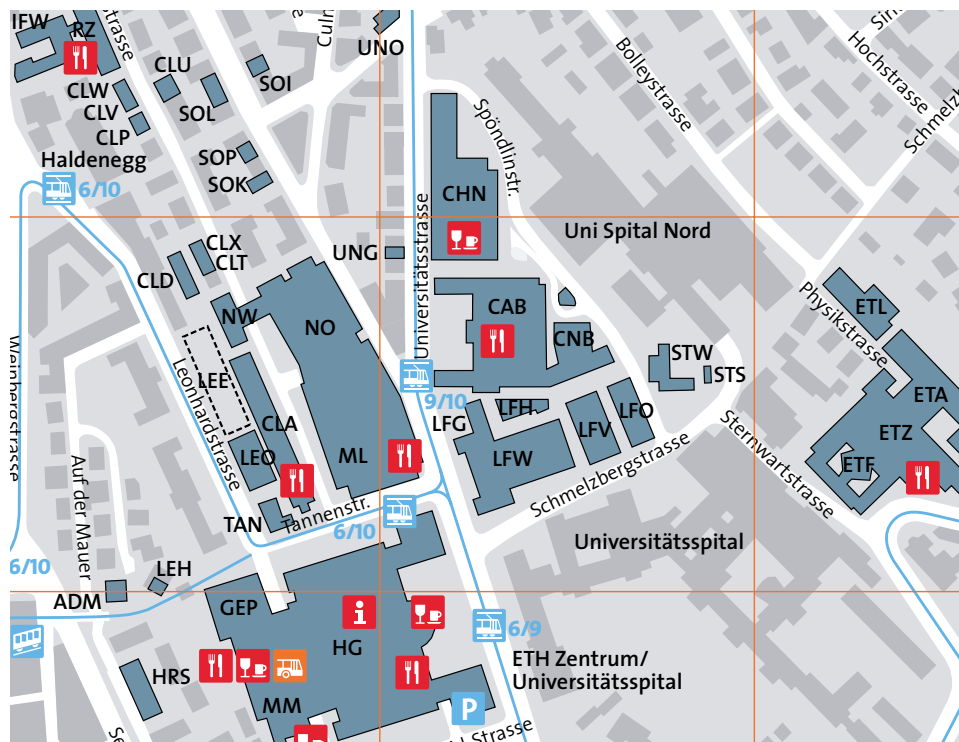 IFW
RZ
Strasse
CLU
Culm
UNO
SOI
CLW
CLV
SOL
CLP
Haldenegg
6/10
SOP
SOK
Bolleystrasse
Hochstrasse
Spöndlinstr.
CHN
Universitätsstrasse
Uni Spital Nord
CLX
CLT
CLD
UNG
NW
NO
CAB
CNB
Physikstrasse
ETL
Weinbergstrasse
LEE
Leonhardstrasse
CLA
9/10
LFH
LFG
STW
STS
LFO
LFV
LFW
ETA
ETZ
ETF
LEO
ML
Auf der Mauer
TAN
Tannenstr.
6/10
Schmelzbergstrasse
Sternwartstrasse
Universitätsspital
6/10
LEH
ADM
GEP
i
HG
6/9
ETH Zentrum/
Universitätsspital
HRS
MM
P
Strasse